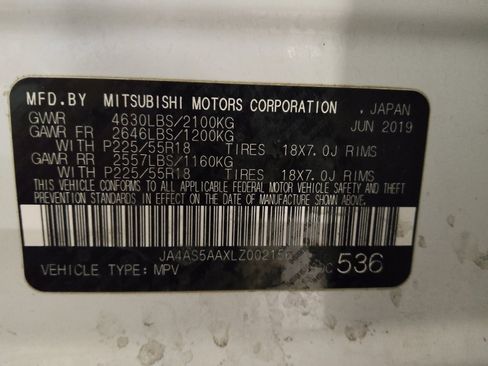 MFD.BY MITSUBISHI MOTORS CORPORATION , JAPAN
GVWR 4630LBS/2100KG JUN 2019
GAWR FR 2646LBS/1200KG
WITH P225/55R18 TIRES 18X7.0J RIMS
GAWR RR 2557LBS/1160KG
WITH P225/55R18 TIRES 18X7.0J RIMS
THIS VEHICLE CONFORMS TO ALL APPLICABLE FEDERAL MOTOR VEHICLE SAFETY AND THEFT
PREVENTION STANDARDS IN EFFECT ON THE DATE OF MANUFACTURE SHOWN ABOVE.
VEHICLE TYPE: MPV 536